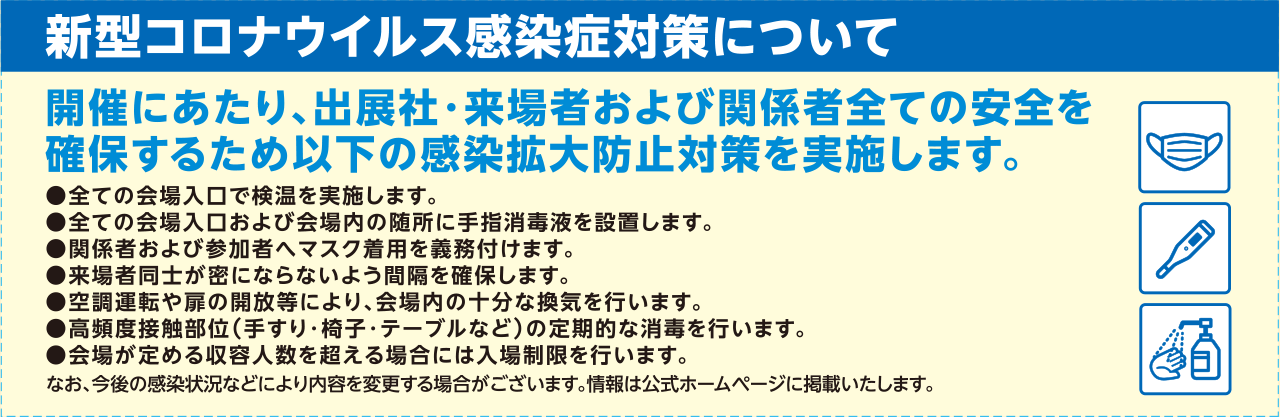 新型コロナウイルス感染症対策について
開催にあたり、出展社・来場者および関係者全ての安全を
確保するため以下の感染拡大防止対策を実施します。
●全ての会場入口で検温を実施します。
●全ての会場入口および会場内の随所に手指消毒液を設置します。
●関係者および参加者へマスク着用を義務付けます。
●来場者同士が密にならないよう間隔を確保します。
●空調運転や扉の開放等により、会場内の十分な換気を行います。
●高頻度接触部位（手すり・椅子・テーブルなど）の定期的な消毒を行います。
●会場が定める収容人数を超える場合には入場制限を行います。
なお、今後の感染状況などにより内容を変更する場合がございます。情報は公式ホームページに掲載いたします。